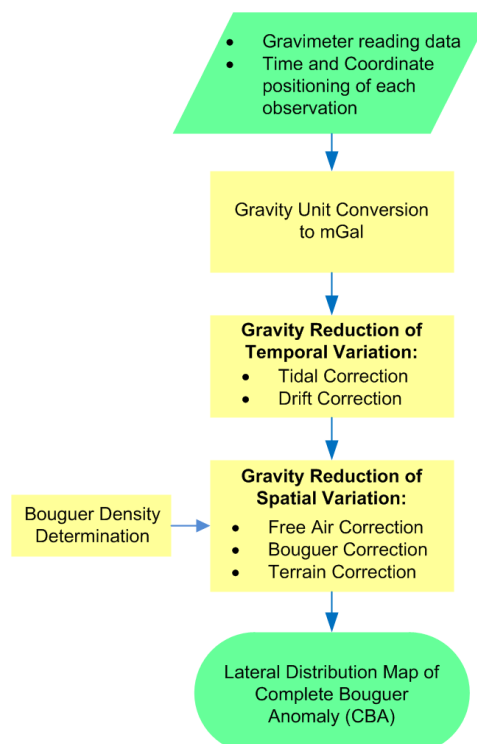 • Gravimeter reading data
• Time and Coordinate
positioning of each
observation
Gravity Unit Conversion
to mGal
Gravity Reduction of
Temporal Variation:
• Tidal Correction
• Drift Correction
Gravity Reduction of
Spatial Variation:
• Free Air Correction
• Bouguer Correction
• Terrain Correction
Bouguer Density
Determination
Lateral Distribution Map of
Complete Bouguer
Anomaly (CBA)